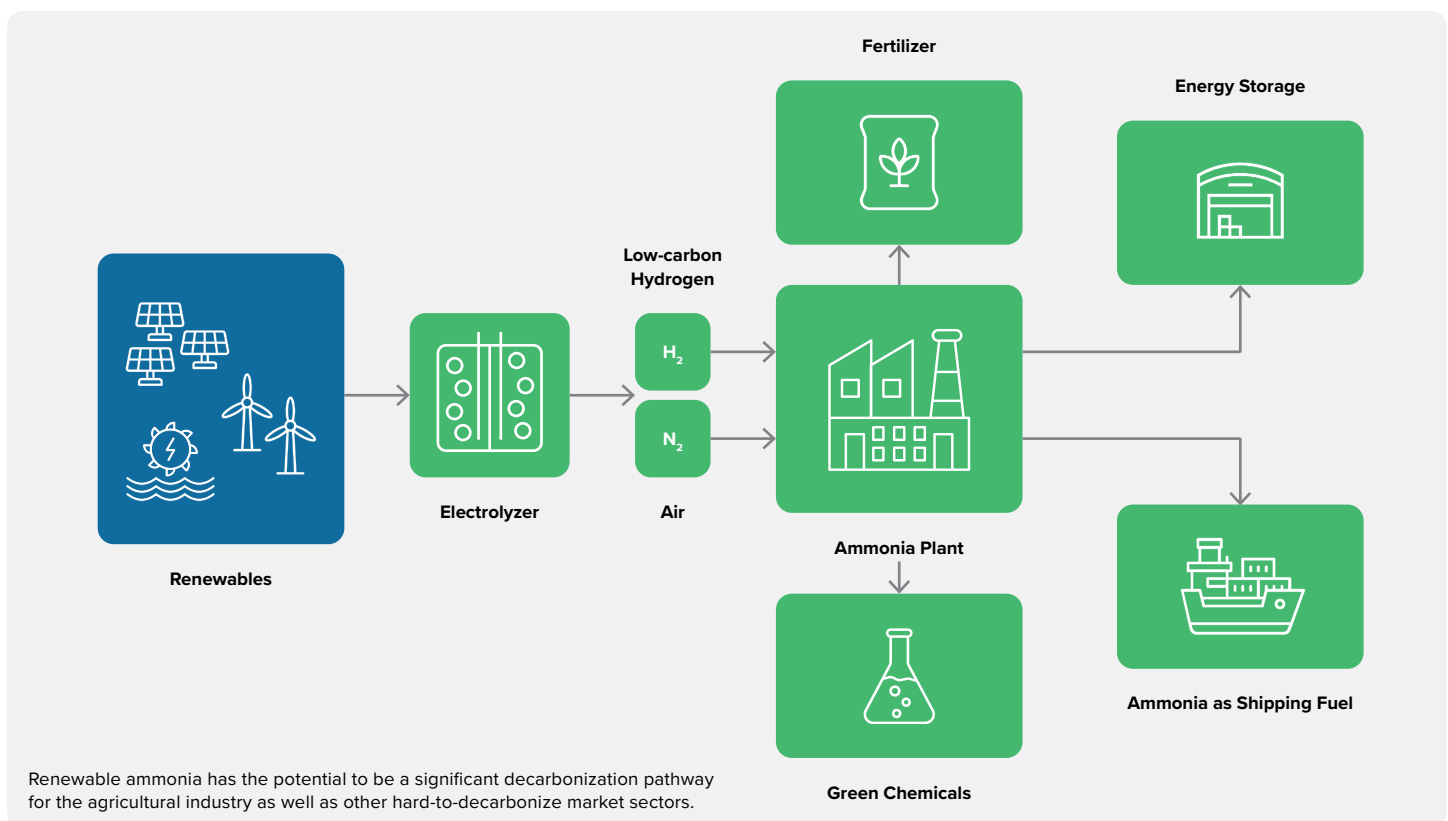 Fertilizer
Energy Storage
Low-carbon
Hydrogen
H₂
N₂
Electrolyzer
Air
Ammonia Plant
Renewables
Ammonia as Shipping Fuel
Green Chemicals
Renewable ammonia has the potential to be a significant decarbonization pathway
for the agricultural industry as well as other hard-to-decarbonize market sectors.